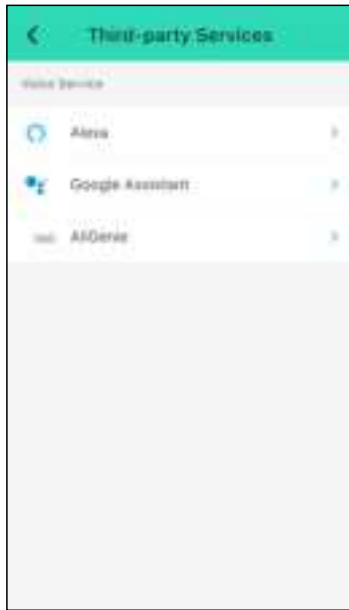 Third-party Services
Voice Service
Alexa
Google Assistant
AliGenie